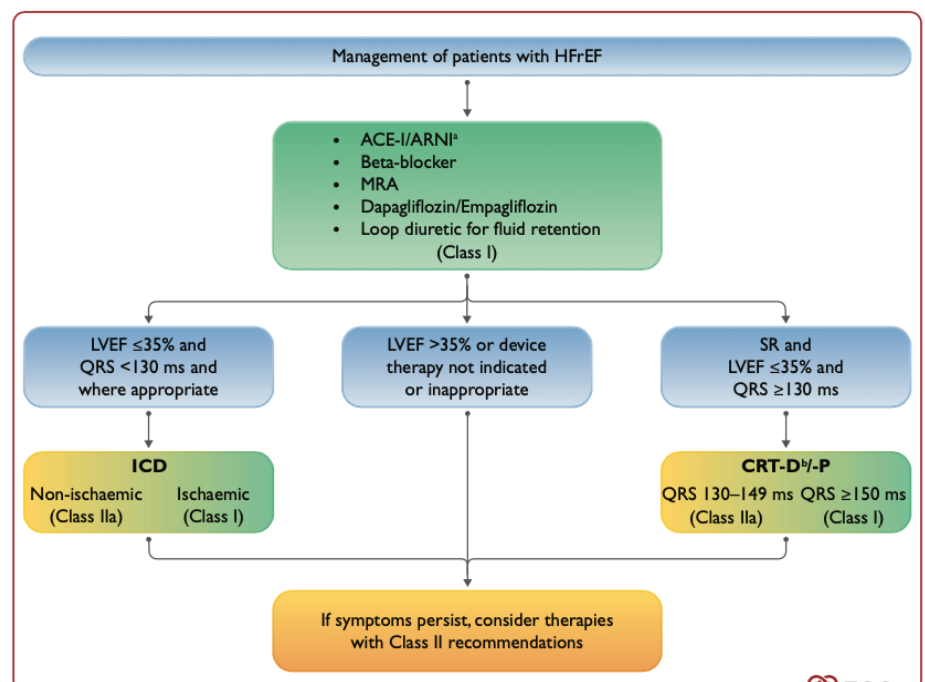 Management of patients with HFrEF
• ACE-I/ARNIᵃ
• Beta-blocker
• MRA
• Dapagliflozin/Empagliflozin
• Loop diuretic for fluid retention
(Class I)
LVEF ≤35% and
QRS <130 ms and
where appropriate
LVEF >35% or device
therapy not indicated
or inappropriate
SR and
LVEF ≤35% and
QRS ≥130 ms
ICD
Non-ischaemic Ischaemic
(Class IIa) (Class I)
CRT-Dᵇ/-P
QRS 130–149 ms QRS ≥150 ms
(Class IIa) (Class I)
If symptoms persist, consider therapies
with Class II recommendations